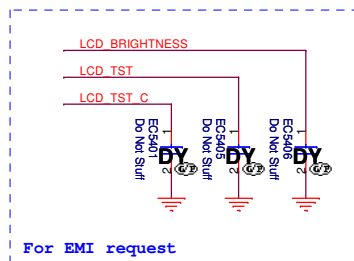 LCD_BRIGHTNESS
LCD_TST
LCD_TST_C
EC5401
Do Not Stuff
1
2
DY
G/P
EC5405
Do Not Stuff
1
2
DY
G/P
EC5406
Do Not Stuff
1
2
DY
G/P
For EMI request